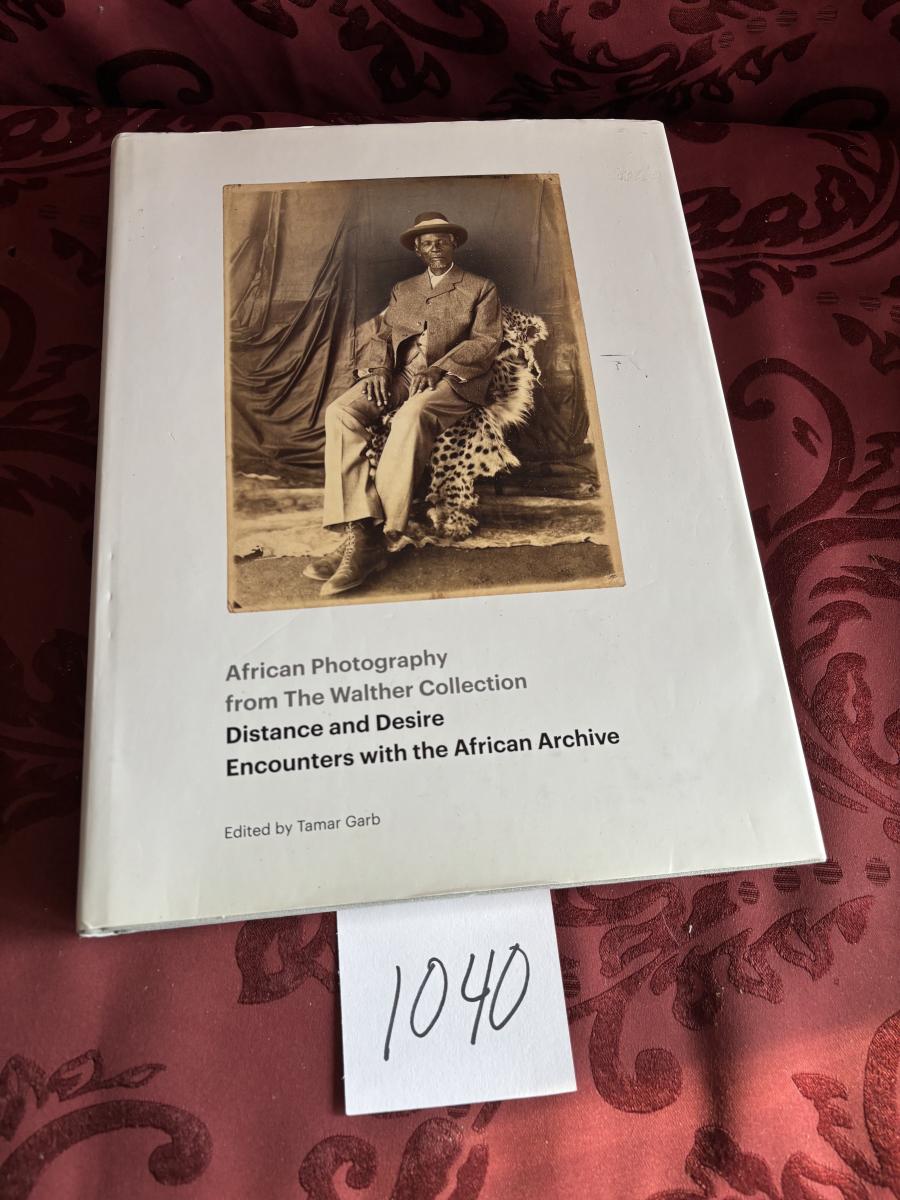 African Photography
from The Walther Collection
Distance and Desire
Encounters with the African Archive
Edited by Tamar Garb
1040